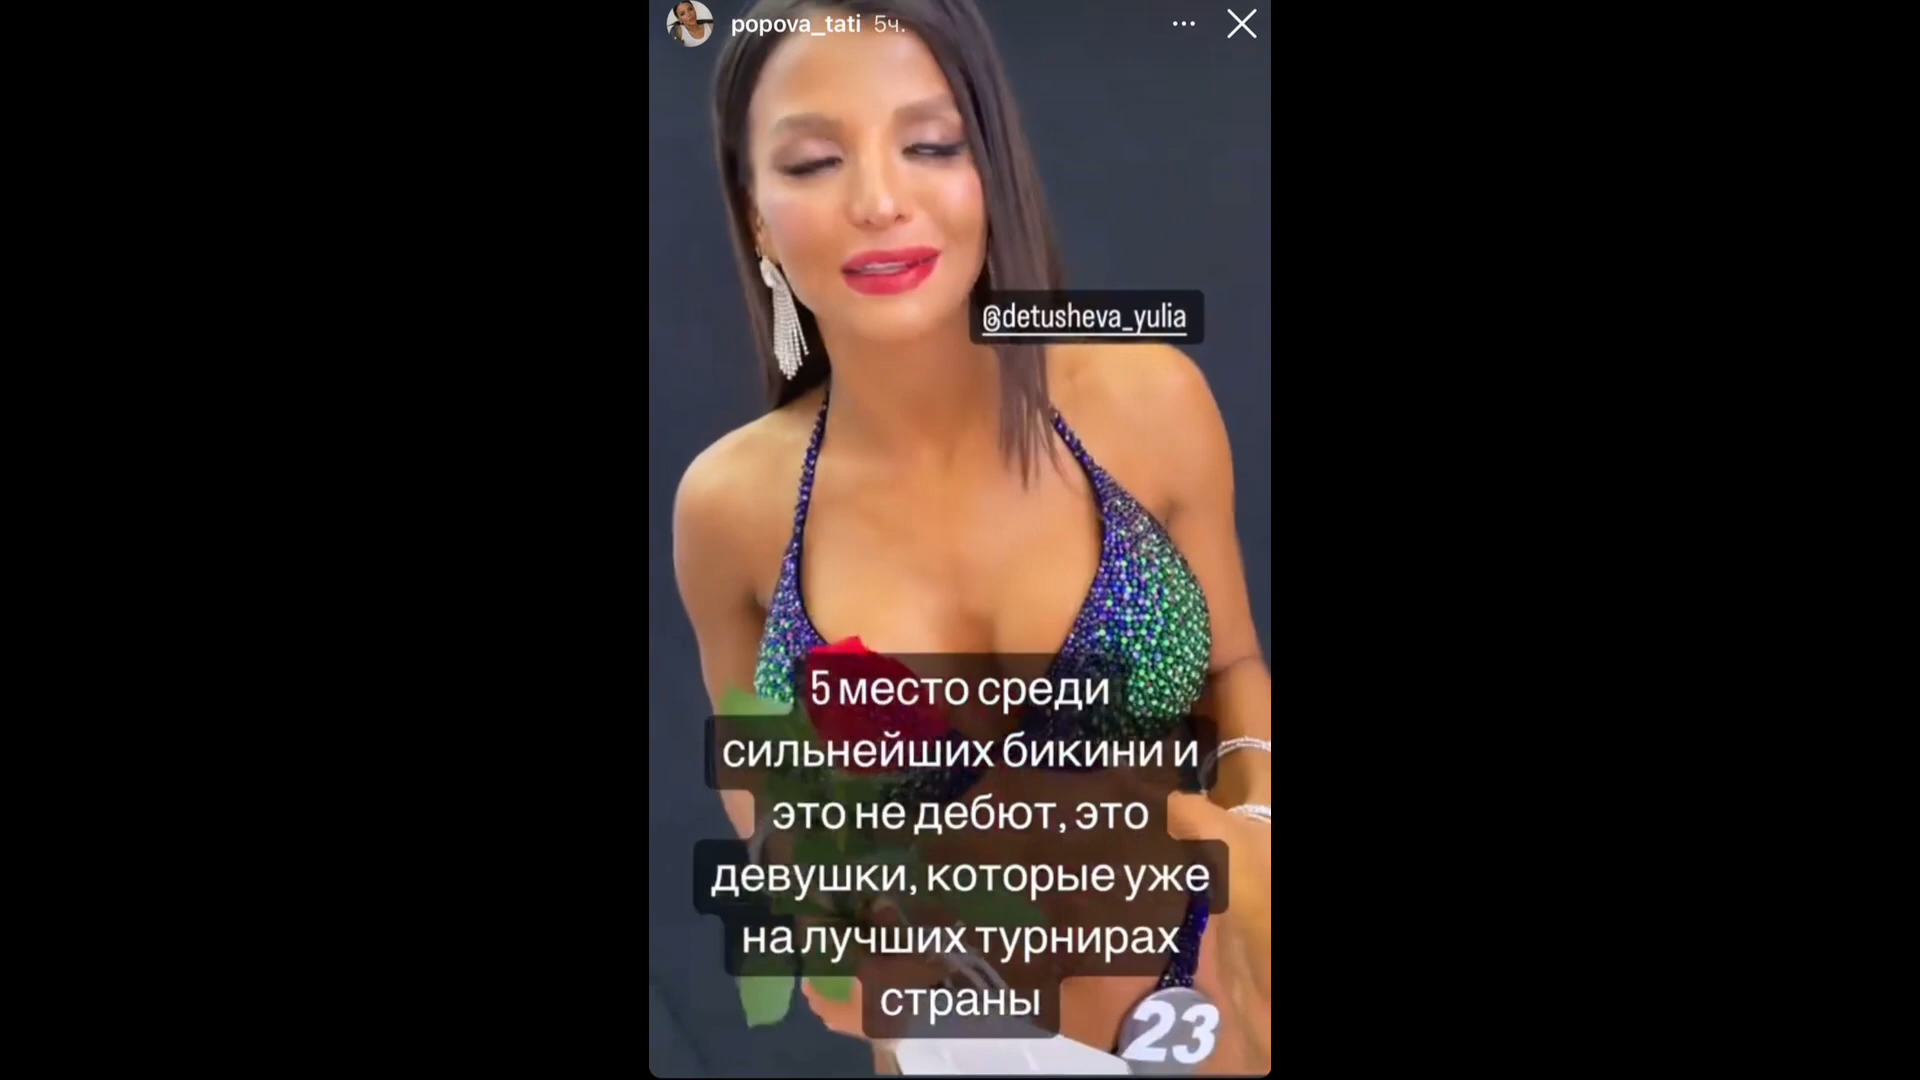 popova_tati 5ч.
@detusheva_yulia
5 место среди
сильнейших бикини и
это не дебют, это
девушки, которые уже
на лучших турнирах
страны
23